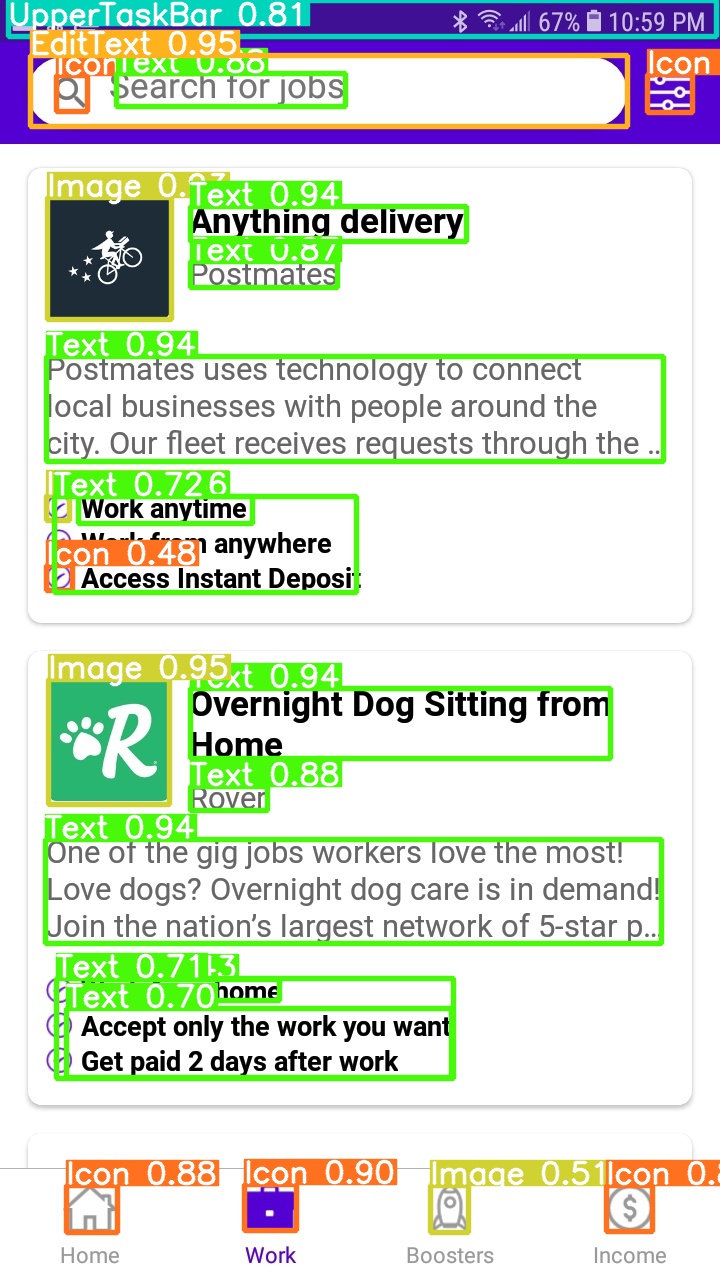 UpperTaskBar 0.81
67% 10:59 PM
EditText 0.95
Icon
Text 0.88
Icon
Search for jobs
Image 0.97
Text 0.94
Anything delivery
Text 0.87
Postmates
Text 0.94
Postmates uses technology to connect
local businesses with people around the
city. Our fleet receives requests through the ..
Text 0.72
Work anytime
Work from anywhere
Icon 0.48
Access Instant Deposit
Image 0.95
Text 0.94
R
Overnight Dog Sitting from
Home
Text 0.88
Rover
Text 0.94
One of the gig jobs workers love the most!
Love dogs? Overnight dog care is in demand!
Join the nation's largest network of 5-star p...
Text 0.71
home
Text 0.70
Accept only the work you want
Get paid 2 days after work
Icon 0.88
Icon 0.90
Image 0.51
Icon
$
Home
Work
Boosters
Income